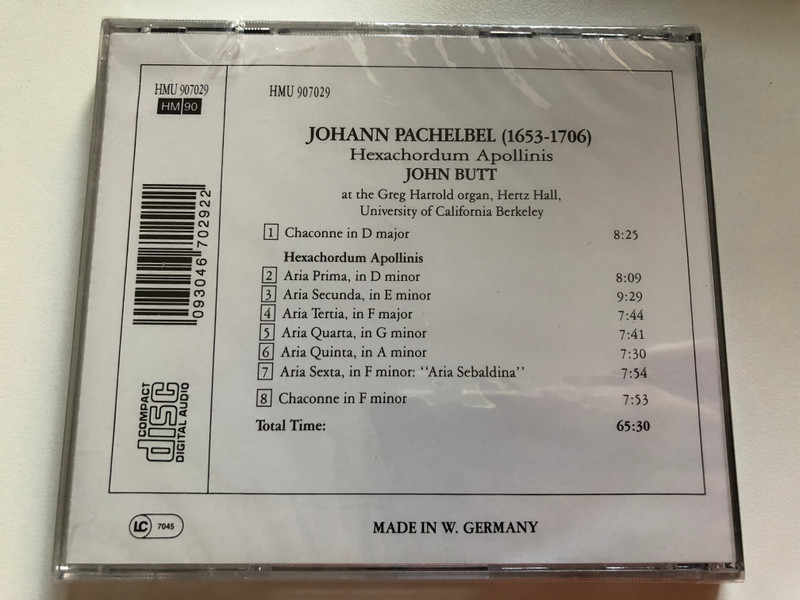 HMU 907029
HM 90
HMU 907029
JOHANN PACHELBEL (1653-1706)
Hexachordum Apollinis
JOHN BUTT
at the Greg Harrold organ, Hertz Hall,
University of California Berkeley
1 Chaconne in D major 8:25
Hexachordum Apollinis
2 Aria Prima, in D minor 8:09
3 Aria Secunda, in E minor 9:29
4 Aria Tertia, in F major 7:44
5 Aria Quarta, in G minor 7:41
6 Aria Quinta, in A minor 7:30
7 Aria Sexta, in F minor: "Aria Sebaldina" 7:54
8 Chaconne in F minor 7:53
Total Time: 65:30
093046 702922
COMPACT
disc
DIGITAL AUDIO
LC 7045
MADE IN W. GERMANY